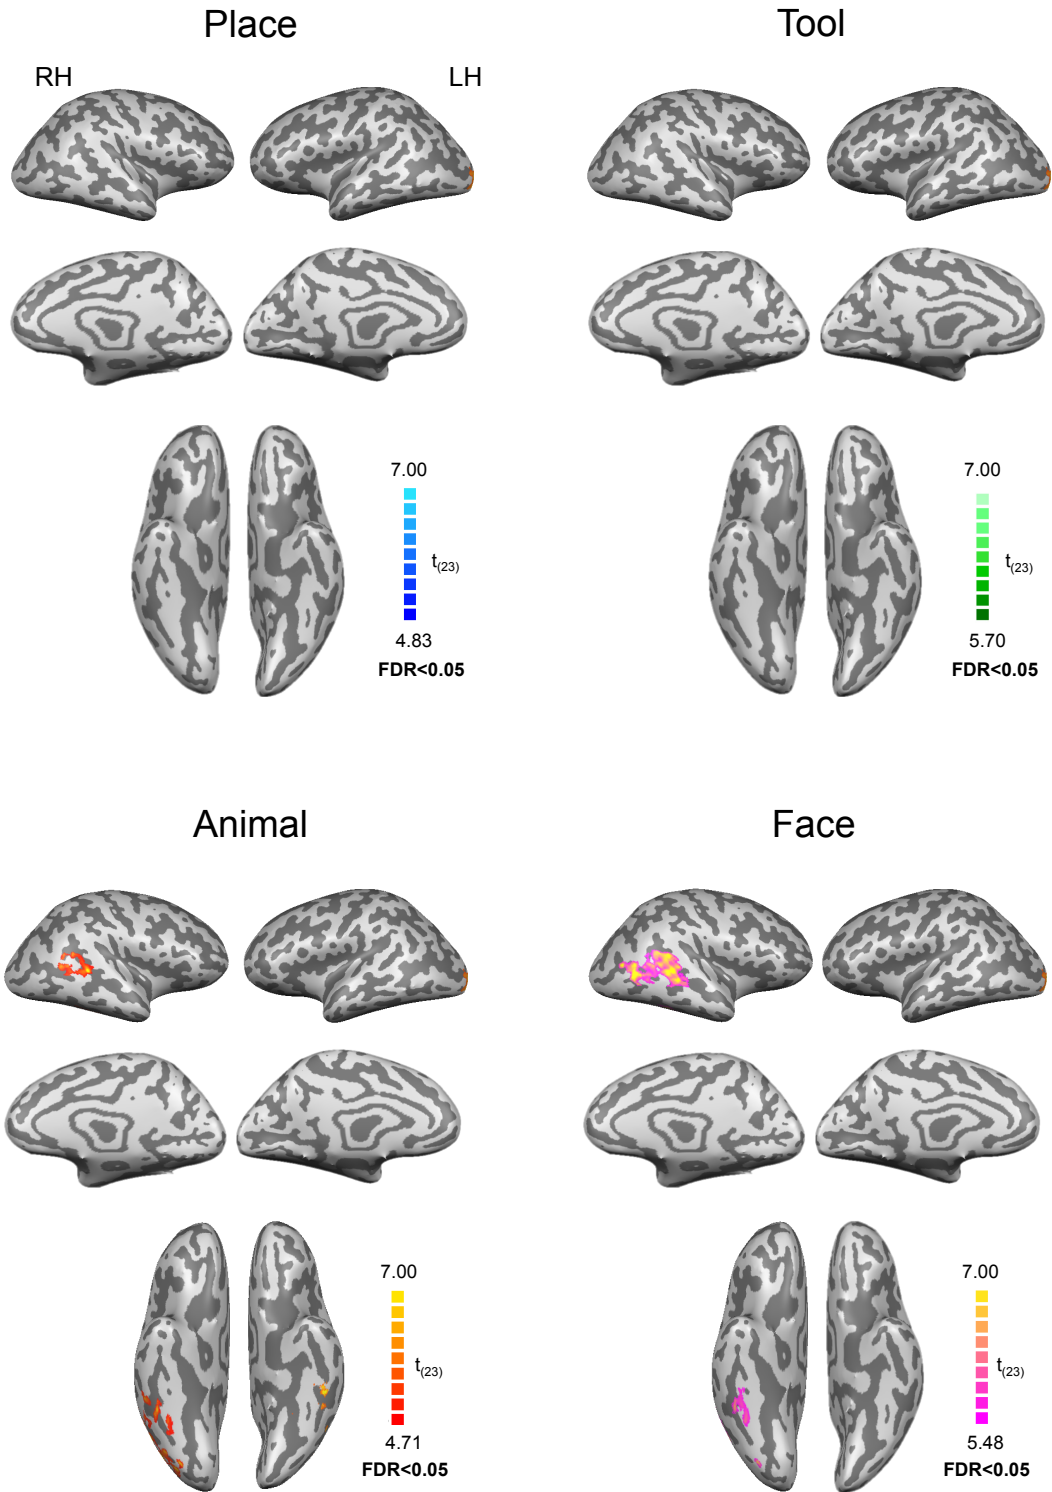 Place
Tool
RH
LH
7.00
t(23)
4.83
FDR<0.05
7.00
t(23)
5.70
FDR<0.05
Animal
Face
7.00
t(23)
4.71
FDR<0.05
7.00
t(23)
5.48
FDR<0.05